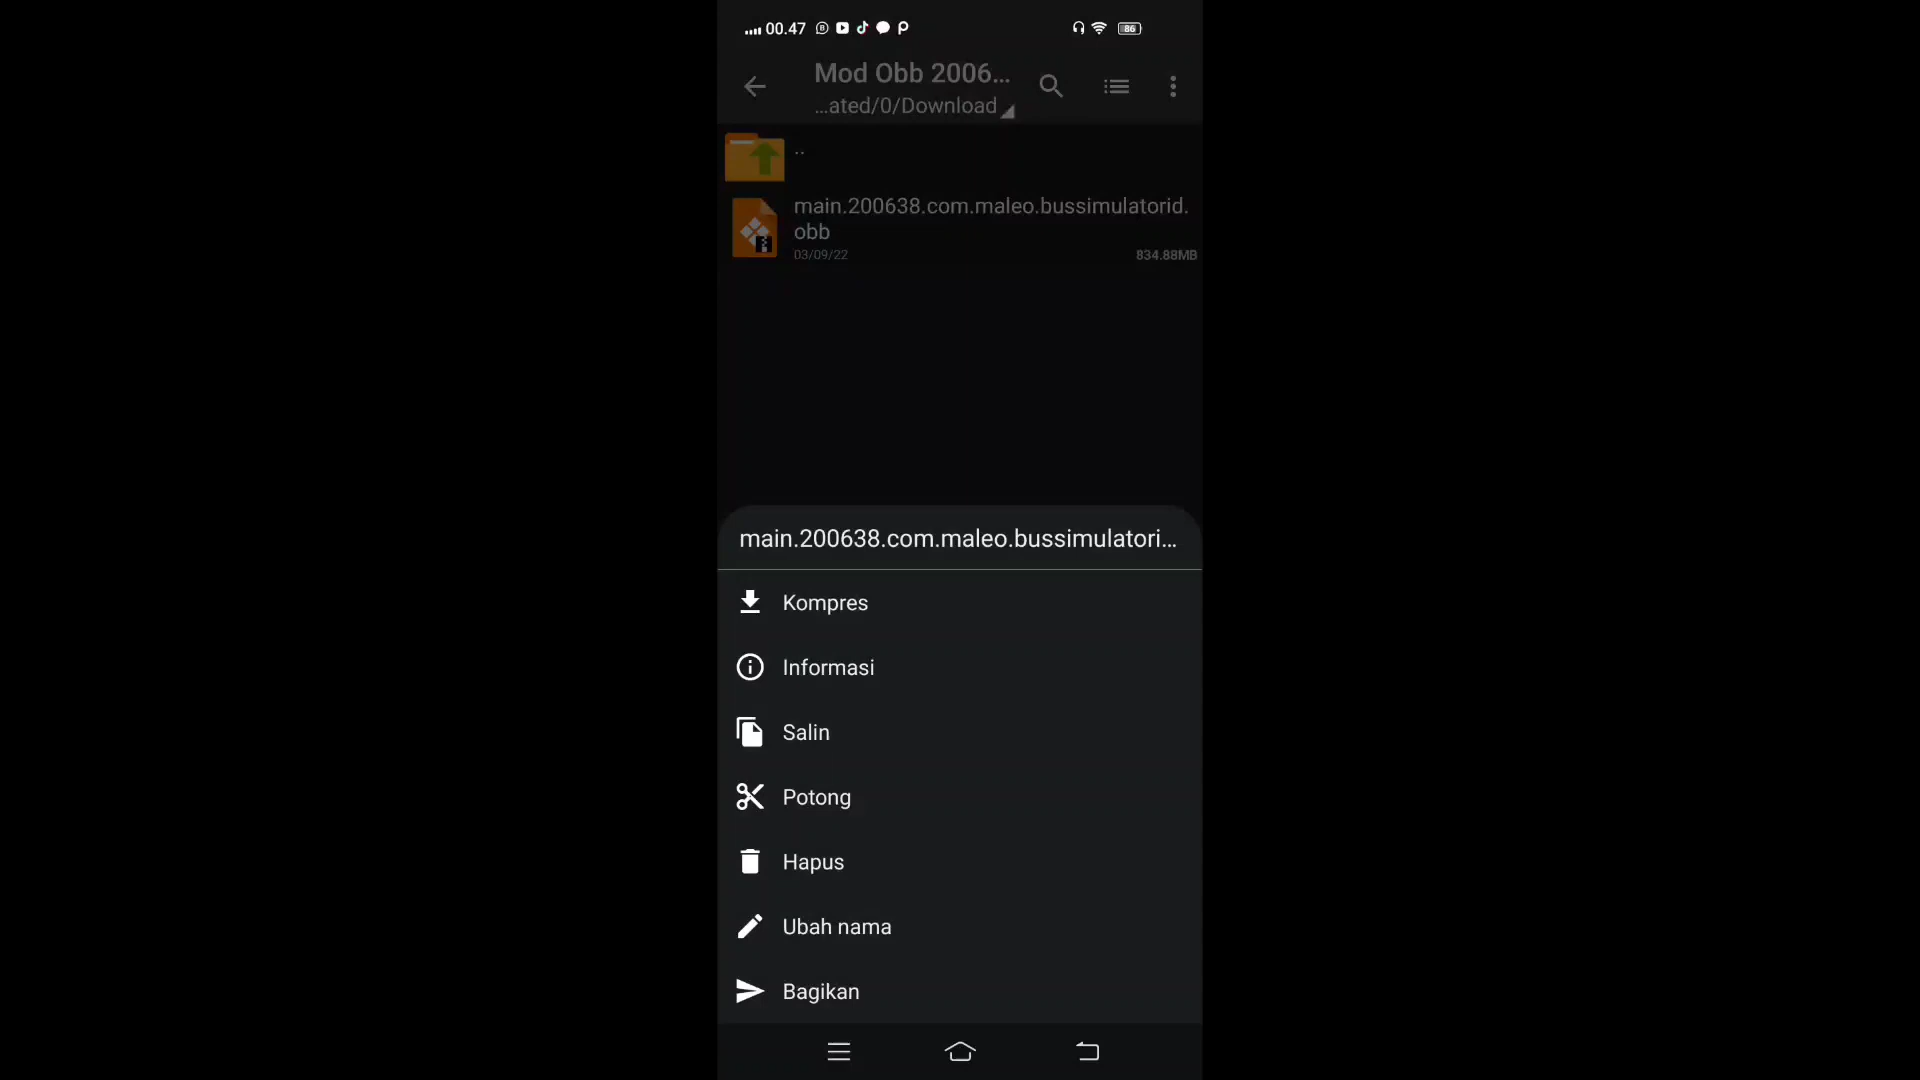 00.47
86
Mod Obb 2006...
...ated/0/Download
..
main.200638.com.maleo.bussimulatorid.
obb
03/09/22
834.88MB
main.200638.com.maleo.bussimulatori...
Kompres
Informasi
Salin
Potong
Hapus
Ubah nama
Bagikan